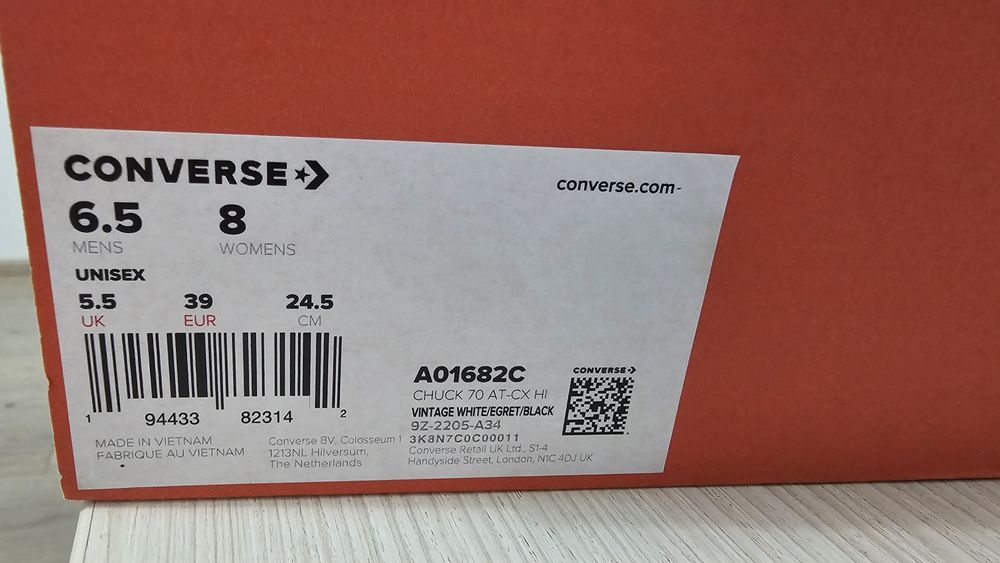 CONVERSE
converse.com
6.5 8
MENS WOMENS
UNISEX
5.5 39 24.5
UK EUR CM
1 94433 82314 2
MADE IN VIETNAM
FABRIQUE AU VIETNAM
Converse BV, Colosseum 1
1213NL Hilversum,
The Netherlands
A01682C
CHUCK 70 AT-CX HI
VINTAGE WHITE/EGRET/BLACK
9Z-2205-A34
3K8N7C0C00011
Converse Retail UK Ltd., S1-4
Handyside Street, London, N1C 4DJ UK
CONVERSE